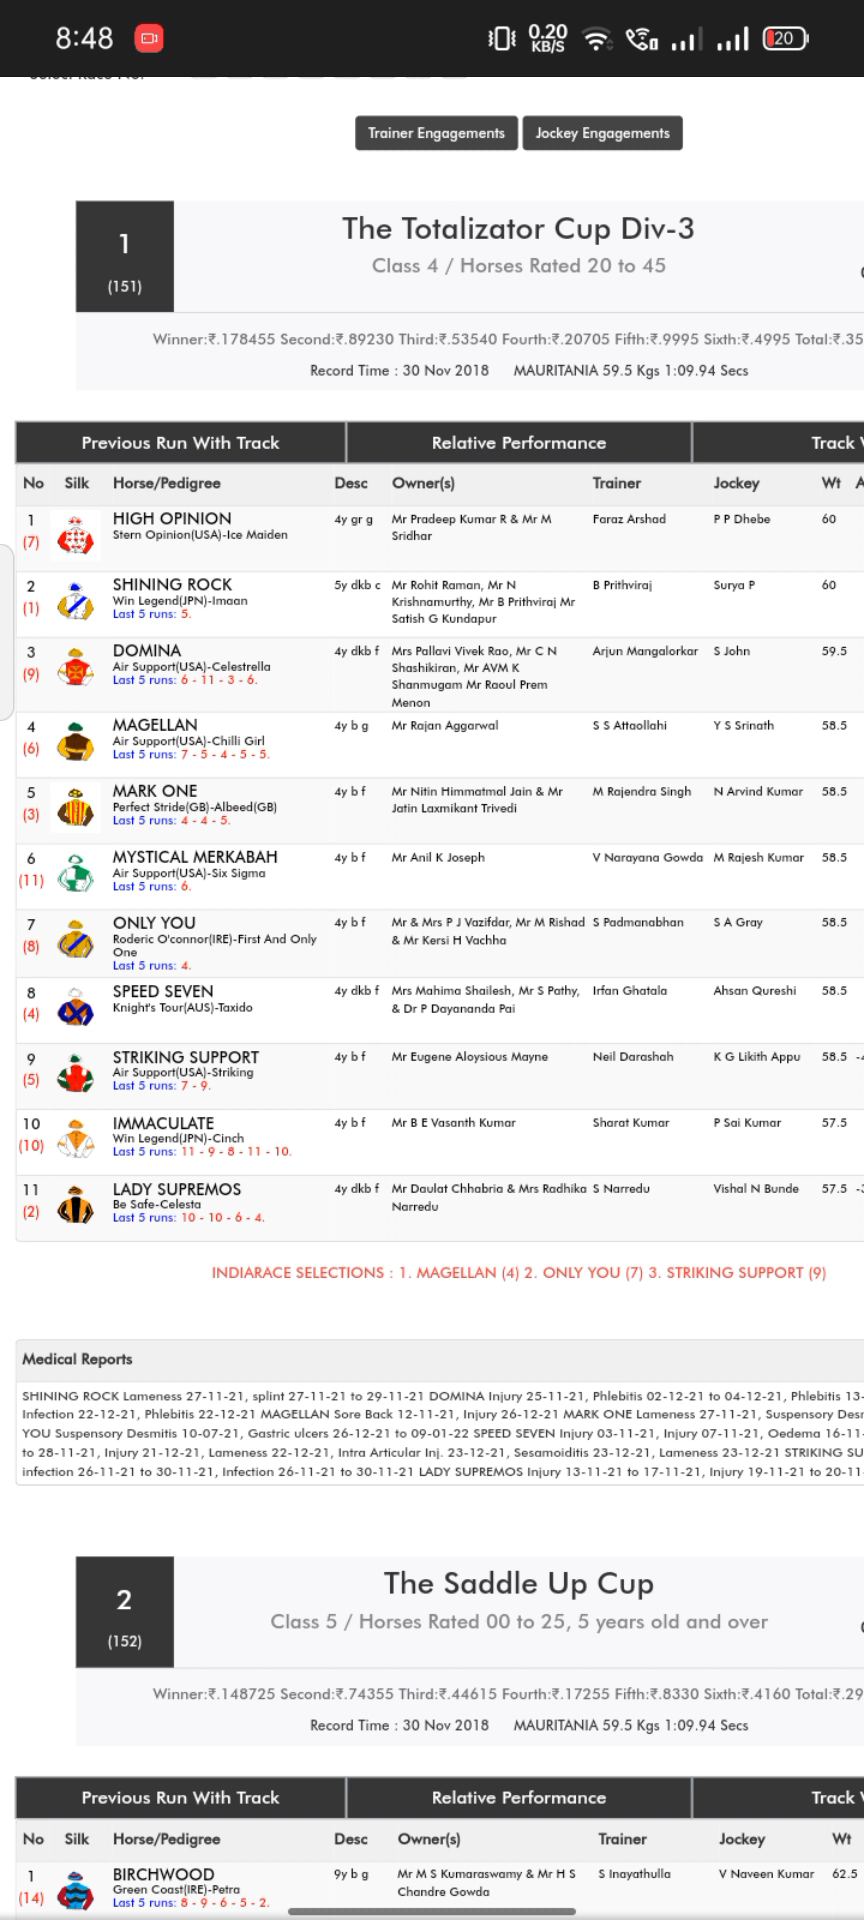 8:48 0.20 KB/S 20
Trainer Engagements Jockey Engagements
1
(151)
The Totalizator Cup Div-3
Class 4 / Horses Rated 20 to 45
Winner:₹.178455 Second:₹.89230 Third:₹.53540 Fourth:₹.20705 Fifth:₹.9995 Sixth:₹.4995 Total:₹.35
Record Time : 30 Nov 2018 MAURITANIA 59.5 Kgs 1:09.94 Secs
Previous Run With Track Relative Performance Track
No Silk Horse/Pedigree Desc Owner(s) Trainer Jockey Wt A
1 HIGH OPINION 4y gr g Mr Pradeep Kumar R & Mr M Faraz Arshad P P Dhebe 60
(7) Stern Opinion(USA)-Ice Maiden Sridhar
2 SHINING ROCK 5y dkb c Mr Rohit Raman, Mr N B Prithviraj Surya P 60
(1) Win Legend(JPN)-Imaan Krishnamurthy, Mr B Prithviraj Mr
Last 5 runs: 5. Satish G Kundapur
3 DOMINA 4y dkb f Mrs Pallavi Vivek Rao, Mr C N Arjun Mangalorkar S John 59.5
(9) Air Support(USA)-Celestrella Shashikiran, Mr AVM K
Last 5 runs: 6 - 11 - 3 - 6. Shanmugam Mr Raoul Prem
Menon
4 MAGELLAN 4y b g Mr Rajan Aggarwal S S Attaollahi Y S Srinath 58.5
(6) Air Support(USA)-Chilli Girl
Last 5 runs: 7 - 5 - 4 - 5 - 5.
5 MARK ONE 4y b f Mr Nitin Himmatmal Jain & Mr M Rajendra Singh N Arvind Kumar 58.5
(3) Perfect Stride(GB)-Albeed(GB) Jatin Laxmikant Trivedi
Last 5 runs: 4 - 4 - 5.
6 MYSTICAL MERKABAH 4y b f Mr Anil K Joseph V Narayana Gowda M Rajesh Kumar 58.5
(11) Air Support(USA)-Six Sigma
Last 5 runs: 6.
7 ONLY YOU 4y b f Mr & Mrs P J Vazifdar, Mr M Rishad S Padmanabhan S A Gray 58.5
(8) Roderic O'connor(IRE)-First And Only & Mr Kersi H Vachha
One
Last 5 runs: 4.
8 SPEED SEVEN 4y dkb f Mrs Mahima Shailesh, Mr S Pathy, Irfan Ghatala Ahsan Qureshi 58.5
(4) Knight's Tour(AUS)-Taxido & Dr P Dayananda Pai
9 STRIKING SUPPORT 4y b f Mr Eugene Aloysious Mayne Neil Darashah K G Likith Appu 58.5
(5) Air Support(USA)-Striking
Last 5 runs: 7 - 9.
10 IMMACULATE 4y b f Mr B E Vasanth Kumar Sharat Kumar P Sai Kumar 57.5
(10) Win Legend(JPN)-Cinch
Last 5 runs: 11 - 9 - 8 - 11 - 10.
11 LADY SUPREMOS 4y dkb f Mr Daulat Chhabria & Mrs Radhika S Narredu Vishal N Bunde 57.5
(2) Be Safe-Celesta Narredu
Last 5 runs: 10 - 10 - 6 - 4.
INDIARACE SELECTIONS : 1. MAGELLAN (4) 2. ONLY YOU (7) 3. STRIKING SUPPORT (9)
Medical Reports
SHINING ROCK Lameness 27-11-21, splint 27-11-21 to 29-11-21 DOMINA Injury 25-11-21, Phlebitis 02-12-21 to 04-12-21, Phlebitis 13-
Infection 22-12-21, Phlebitis 22-12-21 MAGELLAN Sore Back 12-11-21, Injury 26-12-21 MARK ONE Lameness 27-11-21, Suspensory
YOU Suspensory Desmitis 10-07-21, Gastric ulcers 26-12-21 to 09-01-22 SPEED SEVEN Injury 03-11-21, Injury 07-11-21, Oedema 16-11-
to 28-11-21, Injury 21-12-21, Lameness 22-12-21, Intra Articular Inj. 23-12-21, Sesamoiditis 23-12-21, Lameness 23-12-21 STRIKING
infection 26-11-21 to 30-11-21, Infection 26-11-21 to 30-11-21 LADY SUPREMOS Injury 13-11-21 to 17-11-21, Injury 19-11-21 to 20-11-
2
(152)
The Saddle Up Cup
Class 5 / Horses Rated 00 to 25, 5 years old and over
Winner:₹.148725 Second:₹.74355 Third:₹.44615 Fourth:₹.17255 Fifth:₹.8330 Sixth:₹.4160 Total:₹.29
Record Time : 30 Nov 2018 MAURITANIA 59.5 Kgs 1:09.94 Secs
Previous Run With Track Relative Performance Track
No Silk Horse/Pedigree Desc Owner(s) Trainer Jockey Wt
1 BIRCHWOOD 9y b g Mr M S Kumaraswamy & Mr H S S Inayathulla V Naveen Kumar 62.5
(14) Green Coast(IRE)-Petra Chandre Gowda
Last 5 runs: 8 - 9 - 6 - 5 - 2.